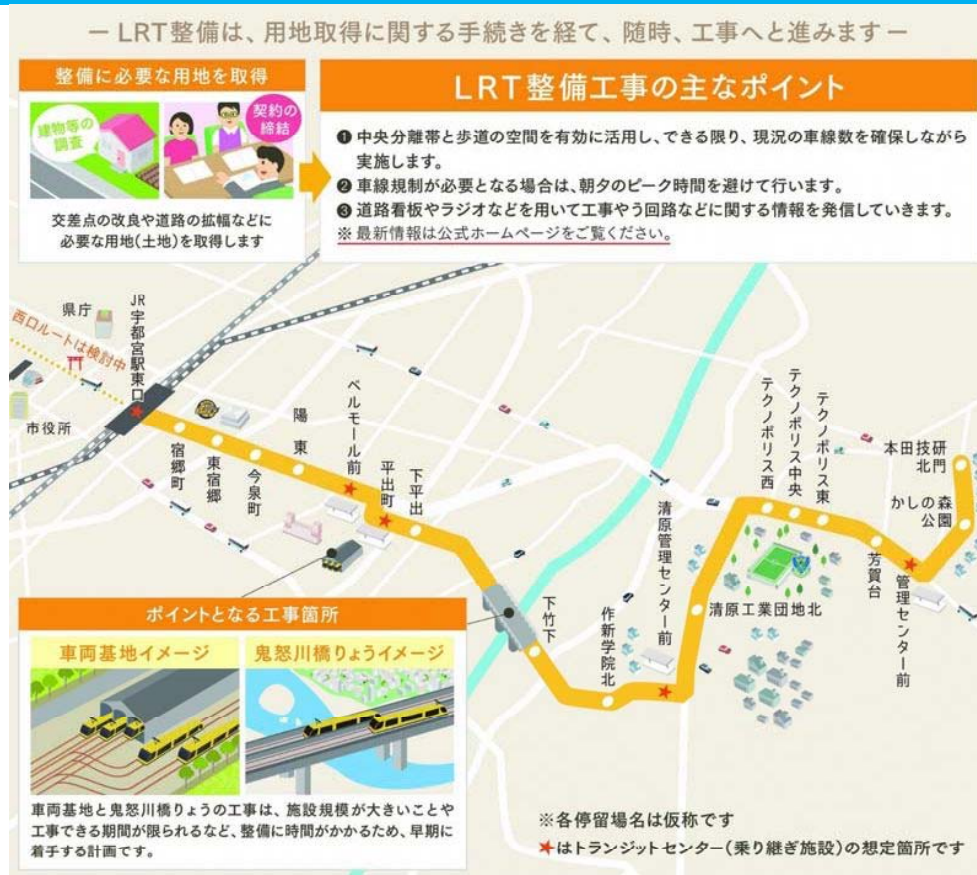 ー LRT整備は、用地取得に関する手続きを経て、随時、工事へと進みます ー
整備に必要な用地を取得
建物等の
調査
契約の
締結
交差点の改良や道路の拡幅などに
必要な用地(土地)を取得します
LRT整備工事の主なポイント
❶ 中央分離帯と歩道の空間を有効に活用し、できる限り、現況の車線数を確保しながら
実施します。
❷ 車線規制が必要となる場合は、朝夕のピーク時間を避けて行います。
❸ 道路看板やラジオなどを用いて工事やう回路などに関する情報を発信していきます。
※ 最新情報は公式ホームページをご覧ください。
県庁
西口ルートは検討中
市役所
JR宇都宮駅東口
宿郷町
東宿郷
今泉町
陽東
ベルモール前
平出町
下平出
下竹下
作新学院北
清原管理センター前
清原工業団地北
テクノポリス西
テクノポリス中央
テクノポリス東
芳賀台
管理センター前
かしの森
公園
本田技研
北門
ポイントとなる工事箇所
車両基地イメージ
鬼怒川橋りょうイメージ
車両基地と鬼怒川橋りょうの工事は、施設規模が大きいことや
工事できる期間が限られるなど、整備に時間がかかるため、早期に
着手する計画です。
※各停留場名は仮称です
★はトランジットセンター(乗り継ぎ施設)の想定箇所です